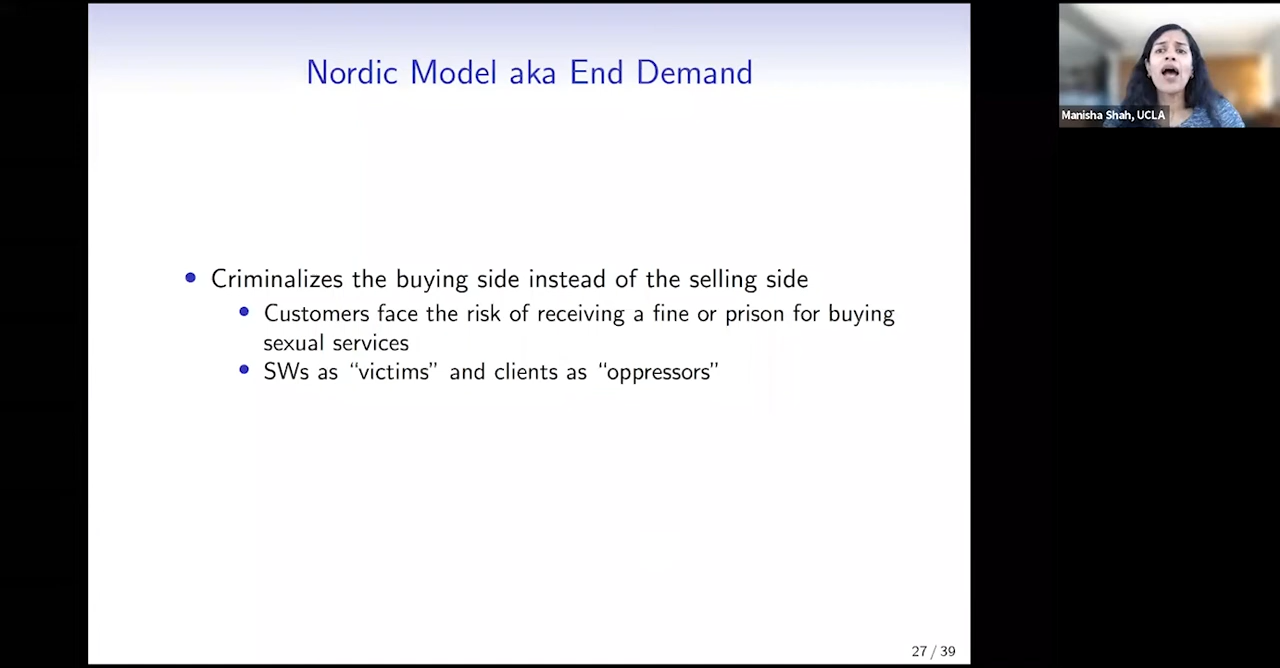 Nordic Model aka End Demand
Manisha Shah, UCLA
Criminalizes the buying side instead of the selling side
Customers face the risk of receiving a fine or prison for buying
sexual services
SWs as “victims” and clients as “oppressors”
27 / 39